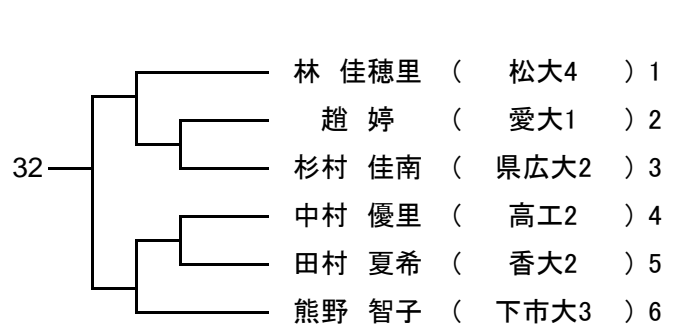 林 佳穂里 ( 松大4 ) 1
趙 婷 ( 愛大1 ) 2
32
杉村 佳南 ( 県広大2 ) 3
中村 優里 ( 高工2 ) 4
田村 夏希 ( 香大2 ) 5
熊野 智子 ( 下市大3 ) 6